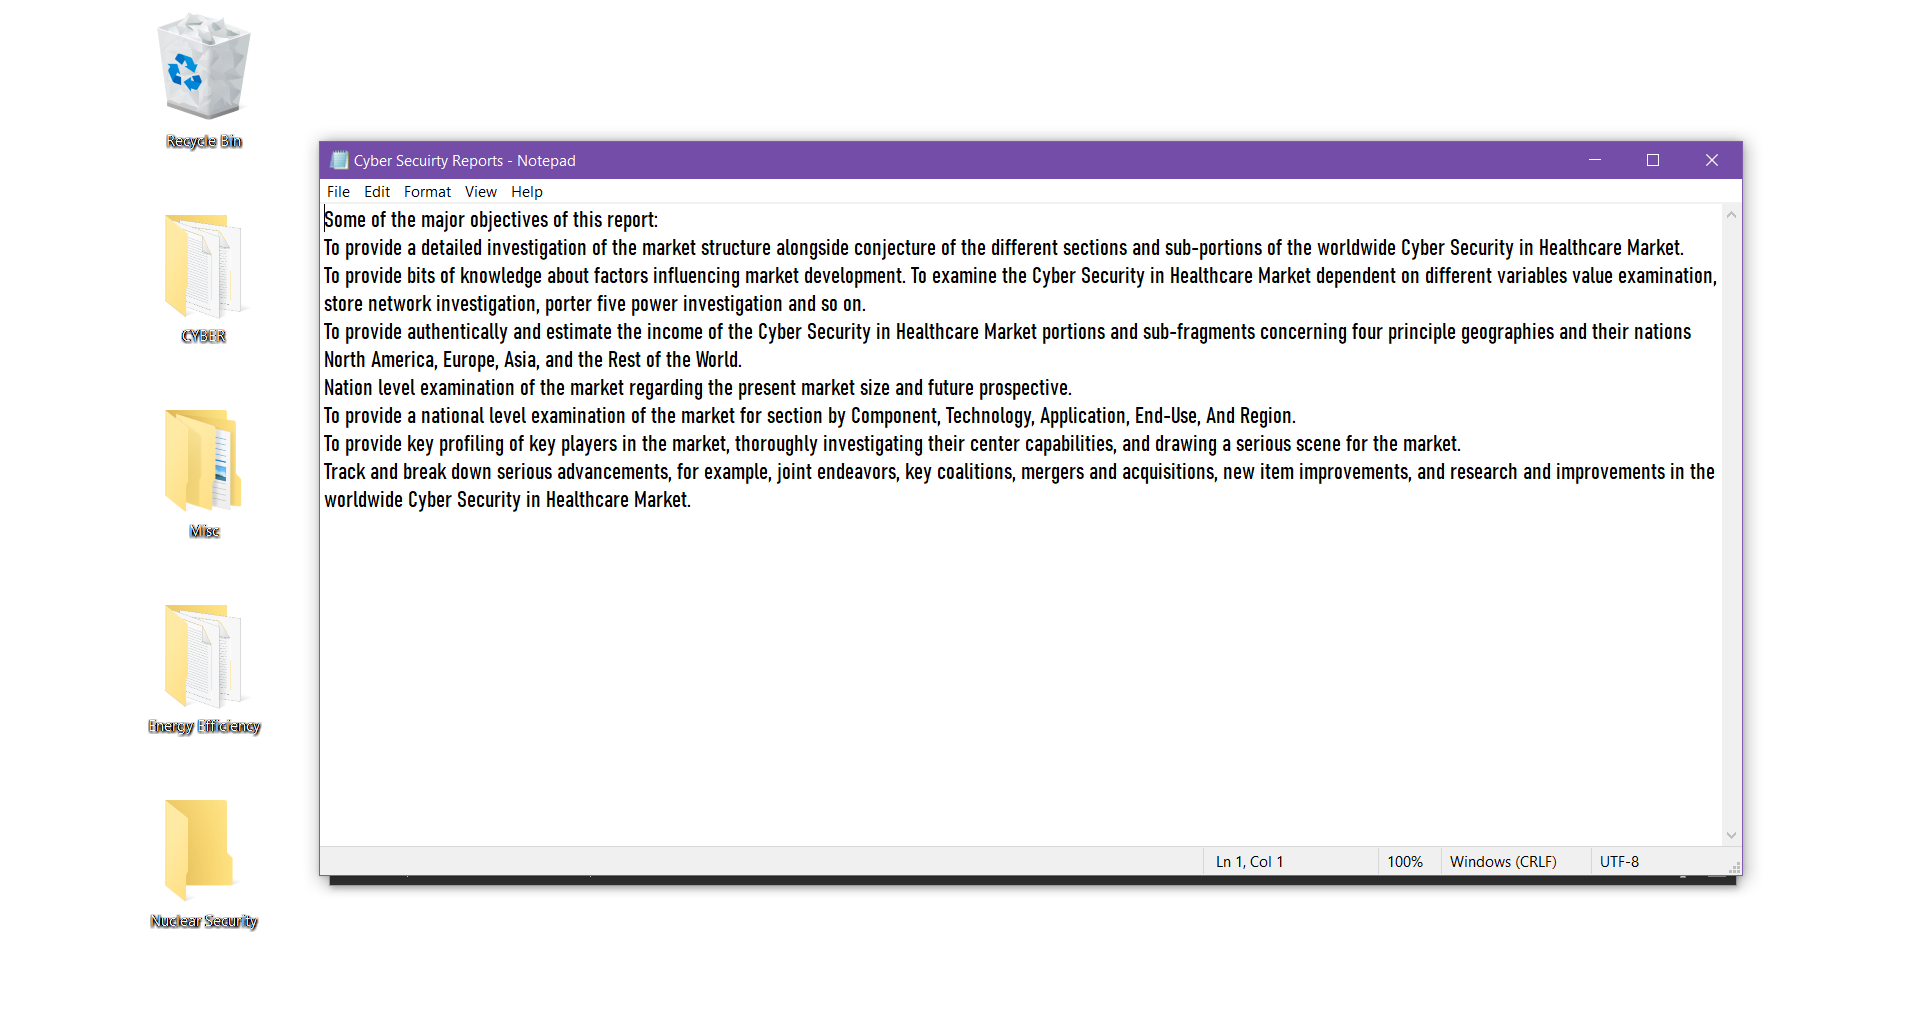 Recycle Bin
CYBER
Misc
Energy Efficiency
Nuclear Security
Cyber Secuirty Reports - Notepad
File Edit Format View Help
Some of the major objectives of this report:
To provide a detailed investigation of the market structure alongside conjecture of the different sections and sub-portions of the worldwide Cyber Security in Healthcare Market.
To provide bits of knowledge about factors influencing market development. To examine the Cyber Security in Healthcare Market dependent on different variables value examination,
store network investigation, porter five power investigation and so on.
To provide authentically and estimate the income of the Cyber Security in Healthcare Market portions and sub-fragments concerning four principle geographies and their nations
North America, Europe, Asia, and the Rest of the World.
Nation level examination of the market regarding the present market size and future prospective.
To provide a national level examination of the market for section by Component, Technology, Application, End-Use, And Region.
To provide key profiling of key players in the market, thoroughly investigating their center capabilities, and drawing a serious scene for the market.
Track and break down serious advancements, for example, joint endeavors, key coalitions, mergers and acquisitions, new item improvements, and research and improvements in the
worldwide Cyber Security in Healthcare Market.
Ln 1, Col 1 100% Windows (CRLF) UTF-8